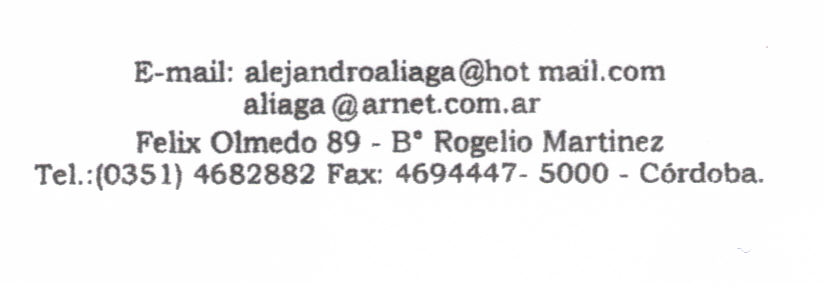 E-mail: alejandroaliaga@hot mail.com
aliaga @ arnet.com.ar
Felix Olmedo 89 - B° Rogelio Martinez
Tel.:(0351) 4682882 Fax: 4694447- 5000 - Córdoba.